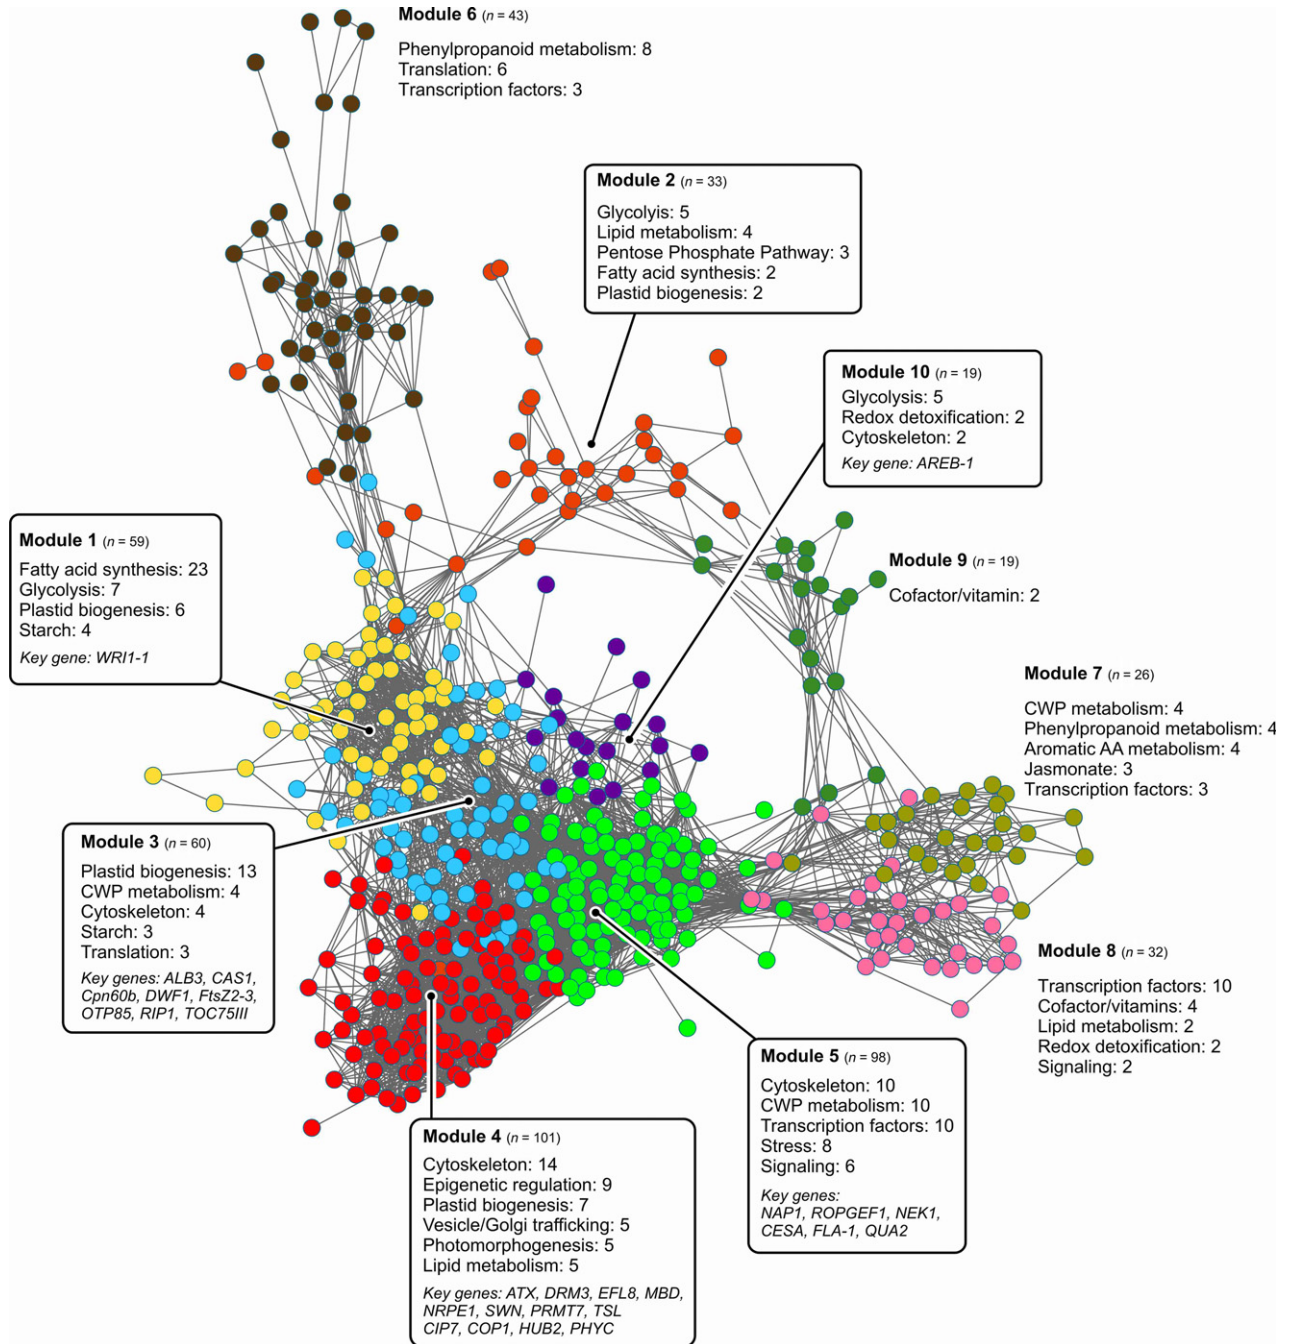 Module 6 (n = 43)
Phenylpropanoid metabolism: 8
Translation: 6
Transcription factors: 3
Module 2 (n = 33)
Glycolyis: 5
Lipid metabolism: 4
Pentose Phosphate Pathway: 3
Fatty acid synthesis: 2
Plastid biogenesis: 2
Module 10 (n = 19)
Glycolysis: 5
Redox detoxification: 2
Cytoskeleton: 2
Key gene: AREB-1
Module 1 (n = 59)
Fatty acid synthesis: 23
Glycolysis: 7
Plastid biogenesis: 6
Starch: 4
Key gene: WRI1-1
Module 9 (n = 19)
Cofactor/vitamin: 2
Module 7 (n = 26)
CWP metabolism: 4
Phenylpropanoid metabolism: 4
Aromatic AA metabolism: 4
Jasmonate: 3
Transcription factors: 3
Module 3 (n = 60)
Plastid biogenesis: 13
CWP metabolism: 4
Cytoskeleton: 4
Starch: 3
Translation: 3
Key genes: ALB3, CAS1,
Cpn60b, DWF1, FtsZ2-3,
OTP85, RIP1, TOC75III
Module 8 (n = 32)
Transcription factors: 10
Cofactor/vitamins: 4
Lipid metabolism: 2
Redox detoxification: 2
Signaling: 2
Module 5 (n = 98)
Cytoskeleton: 10
CWP metabolism: 10
Transcription factors: 10
Stress: 8
Signaling: 6
Key genes:
NAP1, ROPGEF1, NEK1,
CESA, FLA-1, QUA2
Module 4 (n = 101)
Cytoskeleton: 14
Epigenetic regulation: 9
Plastid biogenesis: 7
Vesicle/Golgi trafficking: 5
Photomorphogenesis: 5
Lipid metabolism: 5
Key genes: ATX, DRM3, EFL8, MBD,
NRPE1, SWN, PRMT7, TSL
CIP7, COP1, HUB2, PHYC